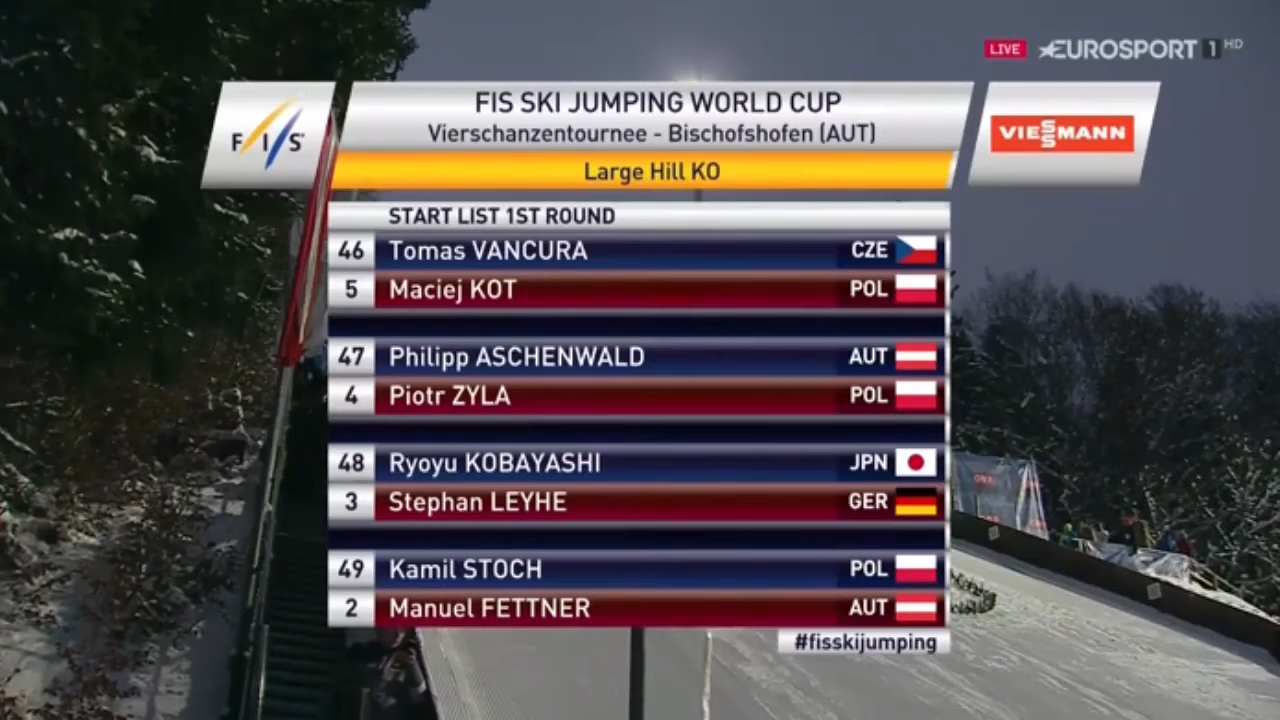 LIVE EUROSPORT 1 HD
FIS
FIS SKI JUMPING WORLD CUP
Vierschanzentournee - Bischofshofen (AUT)
VIESSMANN
Large Hill KO
START LIST 1ST ROUND
46 Tomas VANCURA CZE
5 Maciej KOT POL
47 Philipp ASCHENWALD AUT
4 Piotr ZYLA POL
48 Ryoyu KOBAYASHI JPN
3 Stephan LEYHE GER
49 Kamil STOCH POL
2 Manuel FETTNER AUT
#fisskijumping